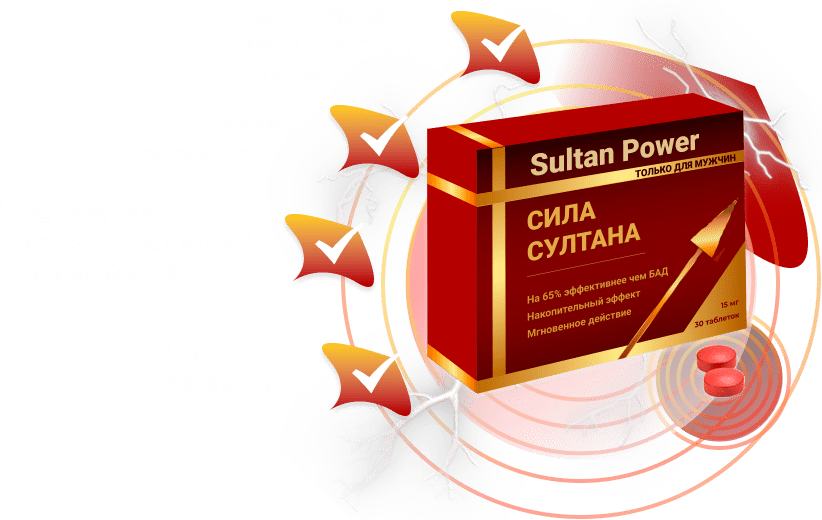 Sultan Power
ТОЛЬКО ДЛЯ МУЖЧИН
СИЛА
СУЛТАНА
На 65% эффективнее чем БАД
Накопительный эффект
Мгновенное действие
15 мг
30 таблеток